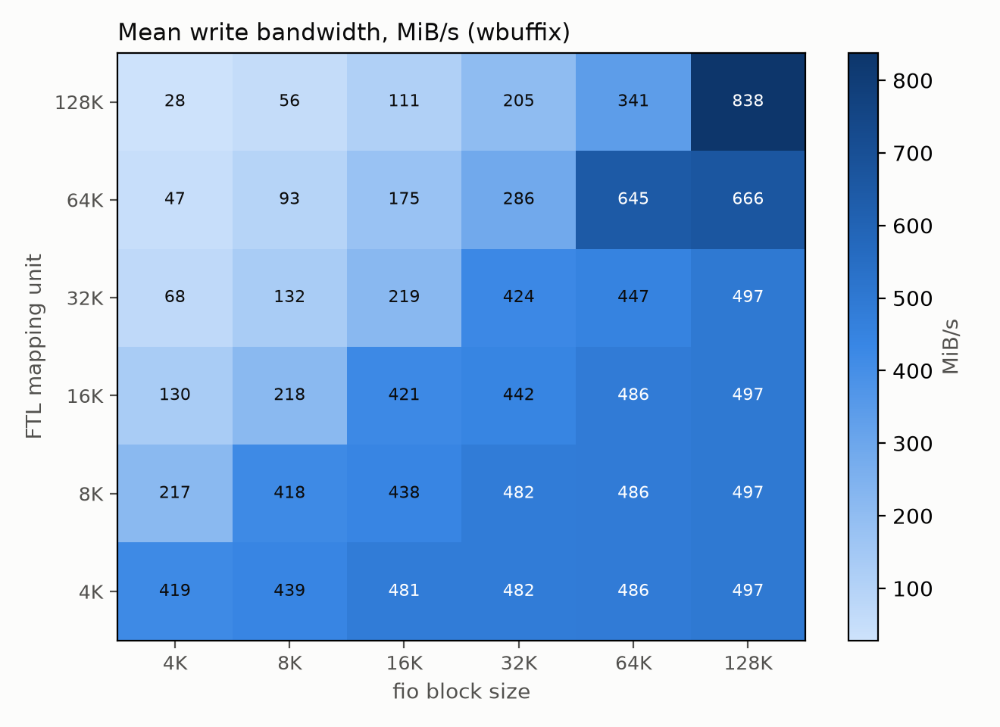 Mean write bandwidth, MiB/s (wbuffix)
128K 28 56 111 205 341 838
64K 47 93 175 286 645 666
32K 68 132 219 424 447 497
16K 130 218 421 442 486 497
8K 217 418 438 482 486 497
4K 419 439 481 482 486 497
4K 8K 16K 32K 64K 128K
fio block size
FTL mapping unit
800
700
600
500
400
300
200
100
MiB/s